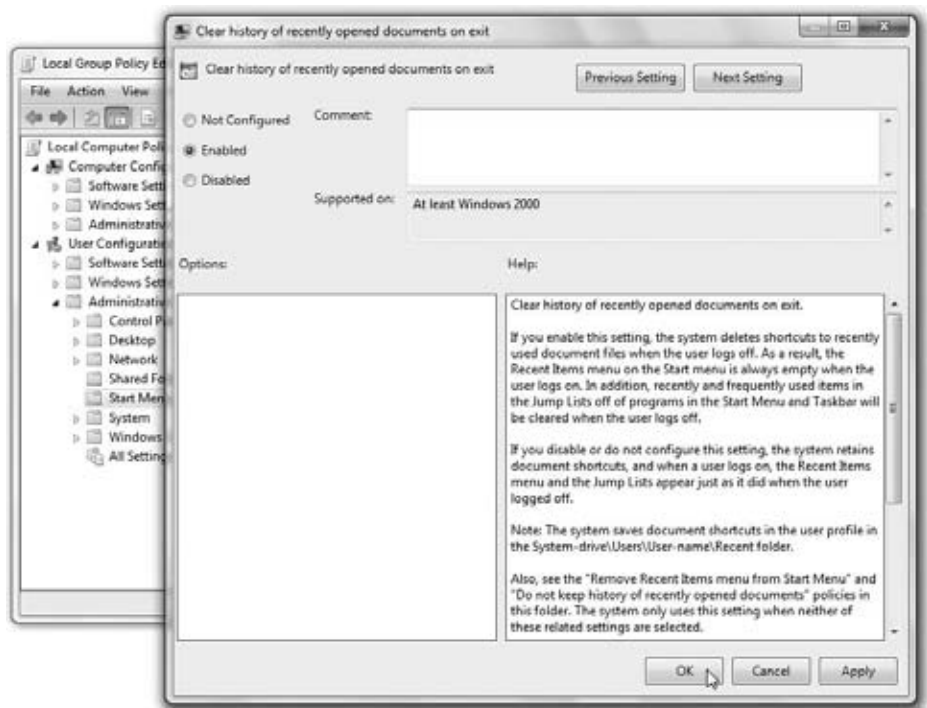 Clear history of recently opened documents on exit
Local Group Policy Ed
File Action View
Local Computer Poli
Computer Config
Software Setti
Windows Sett
Administrativ
User Configuratio
Software Setti
Windows Sett
Administrativ
Control P
Desktop
Network
Shared Fo
Start Men
System
Windows
All Setting
Clear history of recently opened documents on exit
Previous Setting
Next Setting
Not Configured
Enabled
Disabled
Comment:
Supported on:
At least Windows 2000
Options:
Help:
Clear history of recently opened documents on exit.
If you enable this setting, the system deletes shortcuts to recently
used document files when the user logs off. As a result, the
Recent Items menu on the Start menu is always empty when the
user logs on. In addition, recently and frequently used items in
the Jump Lists off of programs in the Start Menu and Taskbar will
be cleared when the user logs off.
If you disable or do not configure this setting, the system retains
document shortcuts, and when a user logs on, the Recent Items
menu and the Jump Lists appear just as it did when the user
logged off.
Note: The system saves document shortcuts in the user profile in
the System-drive\Users\User-name\Recent folder.
Also, see the "Remove Recent Items menu from Start Menu" and
"Do not keep history of recently opened documents" policies in
this folder. The system only uses this setting when neither of
these related settings are selected.
OK
Cancel
Apply